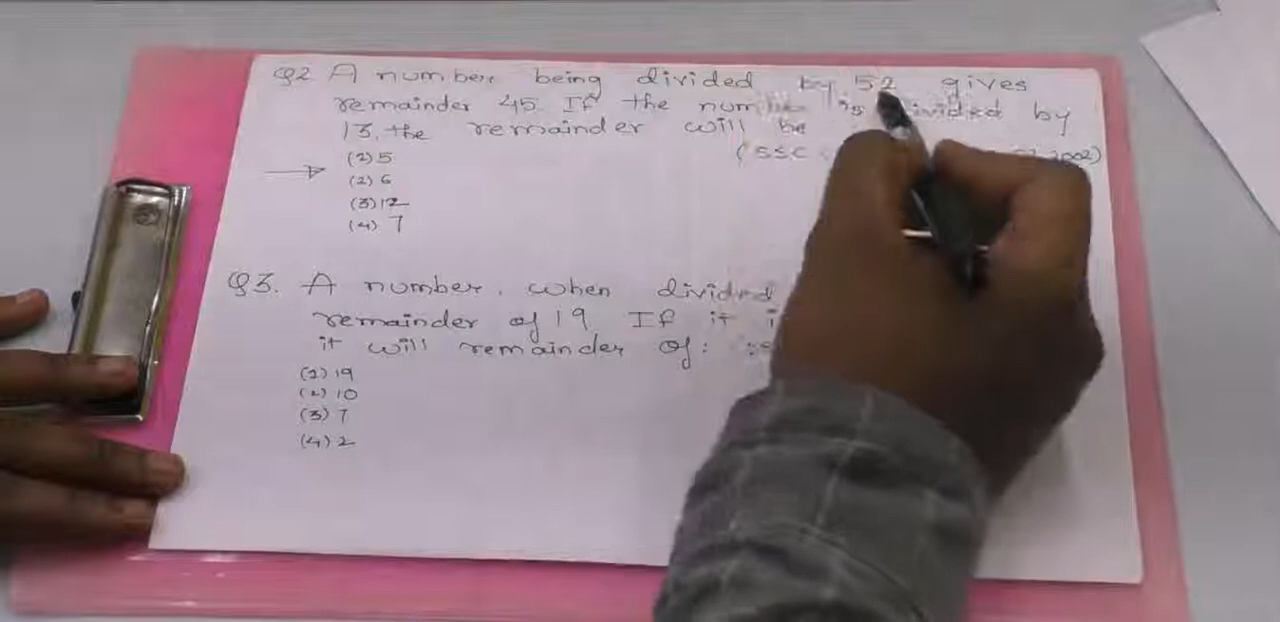 Q2 A number being divided by 52 gives
remainder 45. If the number is divided by
13. the remainder will be
(SSC 2002)
(1) 5
(2) 6
(3) 12
(4) 7
Q3. A number. when divided
remainder of 19 If it
it will remainder of:
(1) 19
(2) 10
(3) 7
(4) 2